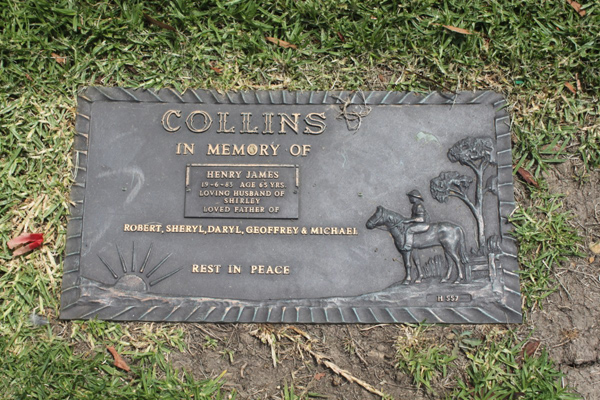 COLLINS
IN MEMORY OF
HENRY JAMES
19-6-85 AGE 65 YRS.
LOVING HUSBAND OF
SHIRLEY
LOVED FATHER OF
ROBERT, SHERYL, DARYL, GEOFFREY & MICHAEL
REST IN PEACE
H 557